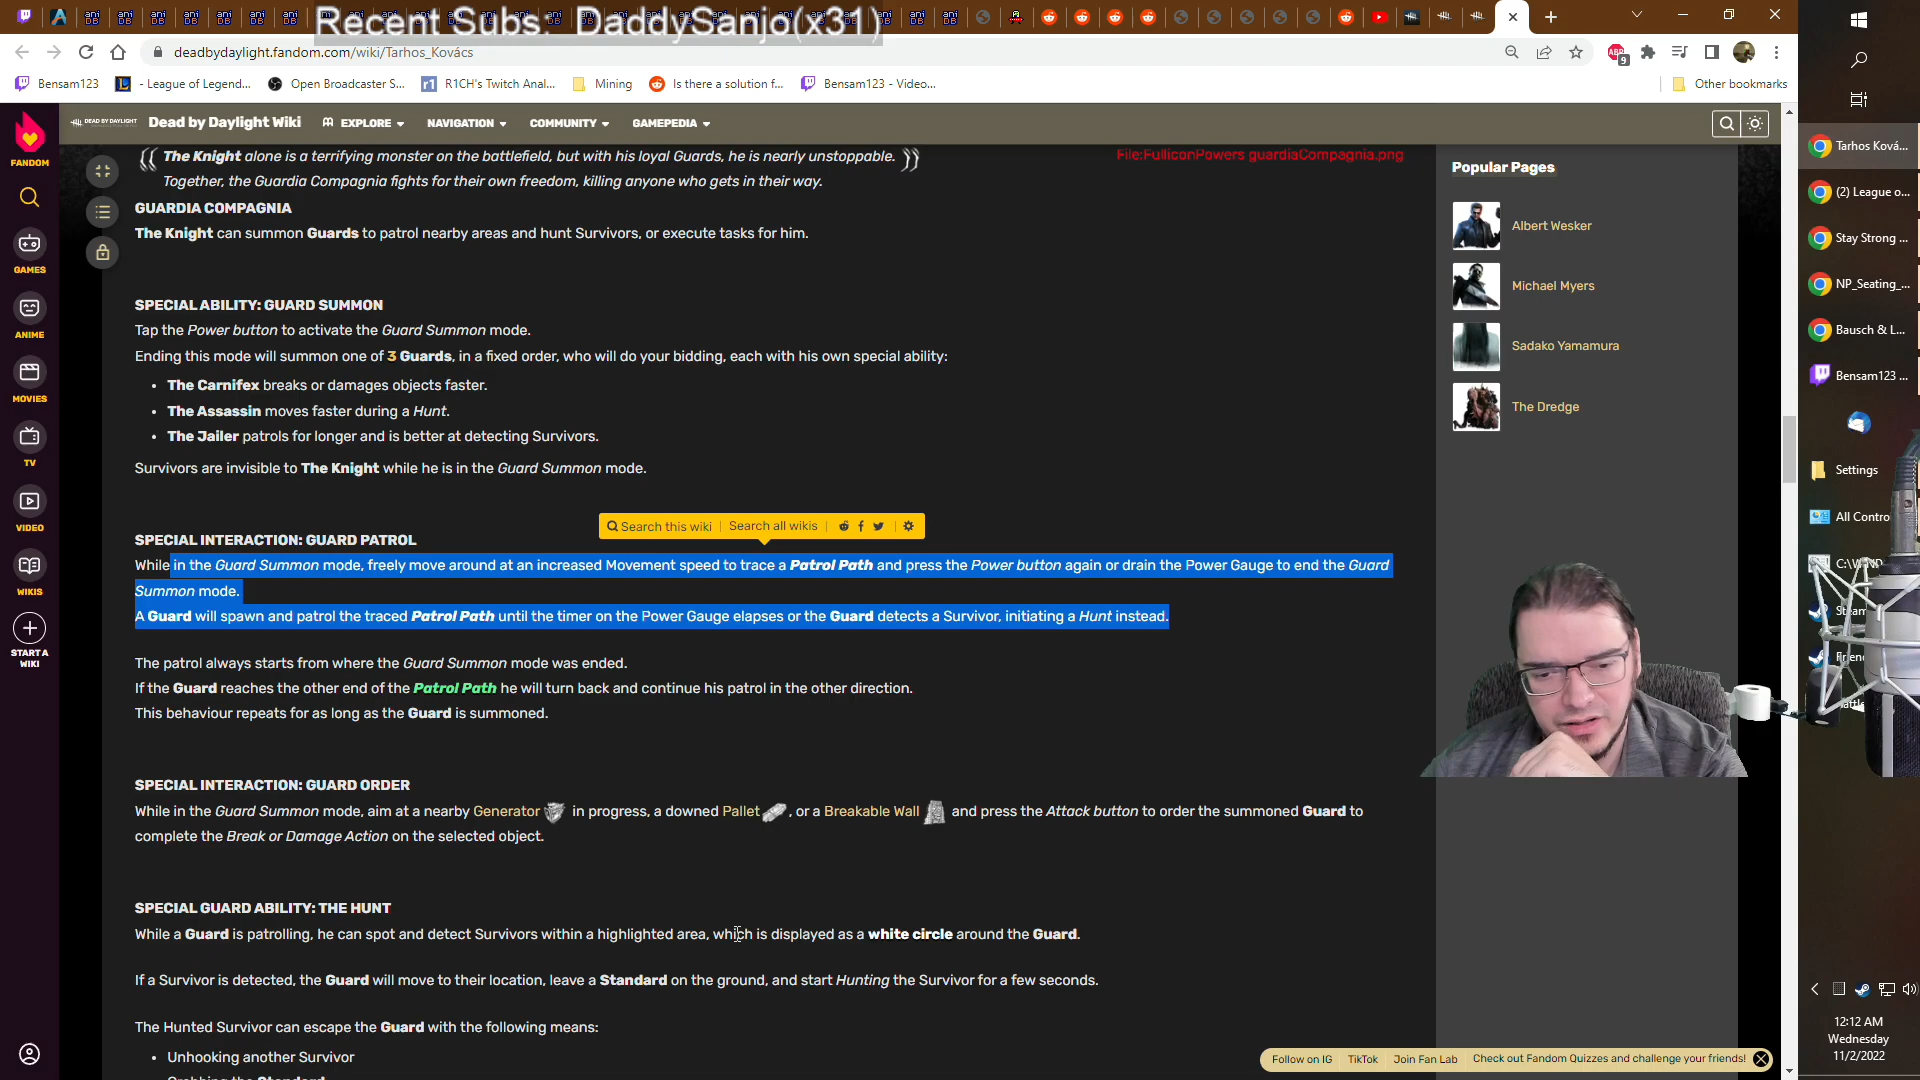 Recent Subs: DaddySanjo(x31)
deadbydaylight.fandom.com/wiki/Tarhos_Kovács
Bensam123
- League of Legend...
Open Broadcaster S...
R1CH's Twitch Anal...
Mining
Is there a solution f...
Bensam123 - Video...
Other bookmarks
FANDOM
GAMES
ANIME
MOVIES
TV
VIDEO
WIKIS
START A
WIKI
DEAD BY DAYLIGHT
Dead by Daylight Wiki
EXPLORE
NAVIGATION
COMMUNITY
GAMEPEDIA
The Knight alone is a terrifying monster on the battlefield, but with his loyal Guards, he is nearly unstoppable.
Together, the Guardia Compagnia fights for their own freedom, killing anyone who gets in their way.
File:FulliconPowers guardiaCompagnia.png
GUARDIA COMPAGNIA
The Knight can summon Guards to patrol nearby areas and hunt Survivors, or execute tasks for him.
SPECIAL ABILITY: GUARD SUMMON
Tap the Power button to activate the Guard Summon mode.
Ending this mode will summon one of 3 Guards, in a fixed order, who will do your bidding, each with his own special ability:
• The Carnifex breaks or damages objects faster.
• The Assassin moves faster during a Hunt.
• The Jailer patrols for longer and is better at detecting Survivors.
Survivors are invisible to The Knight while he is in the Guard Summon mode.
Search this wiki
Search all wikis
SPECIAL INTERACTION: GUARD PATROL
While in the Guard Summon mode, freely move around at an increased Movement speed to trace a Patrol Path and press the Power button again or drain the Power Gauge to end the Guard
Summon mode.
A Guard will spawn and patrol the traced Patrol Path until the timer on the Power Gauge elapses or the Guard detects a Survivor, initiating a Hunt instead.
The patrol always starts from where the Guard Summon mode was ended.
If the Guard reaches the other end of the Patrol Path he will turn back and continue his patrol in the other direction.
This behaviour repeats for as long as the Guard is summoned.
SPECIAL INTERACTION: GUARD ORDER
While in the Guard Summon mode, aim at a nearby Generator in progress, a downed Pallet , or a Breakable Wall and press the Attack button to order the summoned Guard to
complete the Break or Damage Action on the selected object.
SPECIAL GUARD ABILITY: THE HUNT
While a Guard is patrolling, he can spot and detect Survivors within a highlighted area, which is displayed as a white circle around the Guard.
If a Survivor is detected, the Guard will move to their location, leave a Standard on the ground, and start Hunting the Survivor for a few seconds.
The Hunted Survivor can escape the Guard with the following means:
• Unhooking another Survivor
• Grabbing the Standard
Popular Pages
Albert Wesker
Michael Myers
Sadako Yamamura
The Dredge
Follow on IG
TikTok
Join Fan Lab
Check out Fandom Quizzes and challenge your friends!
Tarhos Ková...
(2) League o...
Stay Strong ...
NP_Seating_...
Bausch & L...
Bensam123 ...
Settings
All Contro
C:\WIND
Steam
Frien
12:12 AM
Wednesday
11/2/2022